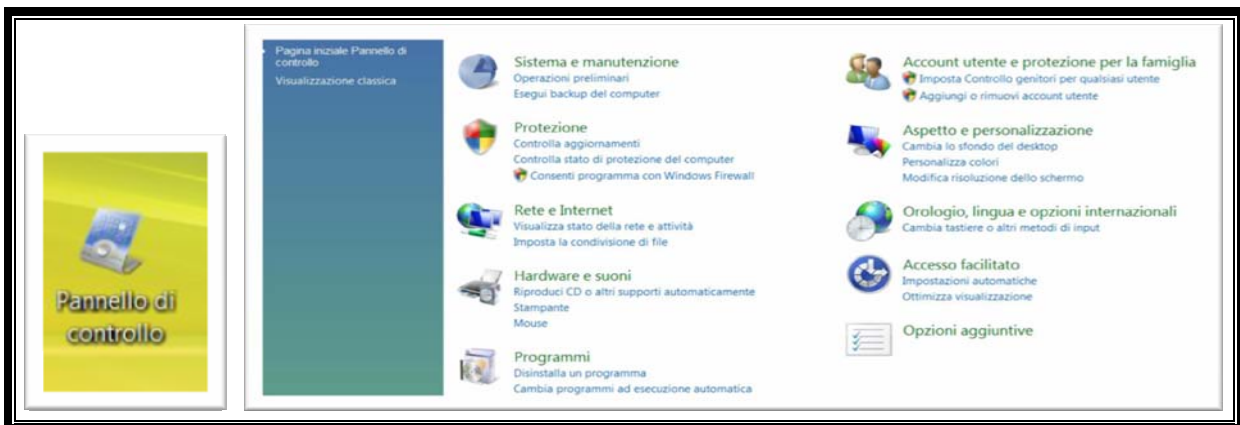 Pannello di
controllo
Pagina iniziale Pannello di
controllo
Visualizzazione classica
Sistema e manutenzione
Operazioni preliminari
Esegui backup del computer
Protezione
Controlla aggiornamenti
Controlla stato di protezione del computer
Consenti programma con Windows Firewall
Rete e Internet
Visualizza stato della rete e attività
Imposta la condivisione di file
Hardware e suoni
Riproduci CD o altri supporti automaticamente
Stampante
Mouse
Programmi
Disinstalla un programma
Cambia programmi ad esecuzione automatica
Account utente e protezione per la famiglia
Imposta Controllo genitori per qualsiasi utente
Aggiungi o rimuovi account utente
Aspetto e personalizzazione
Cambia lo sfondo del desktop
Personalizza colori
Modifica risoluzione dello schermo
Orologio, lingua e opzioni internazionali
Cambia tastiere o altri metodi di input
Accesso facilitato
Impostazioni automatiche
Ottimizza visualizzazione
Opzioni aggiuntive